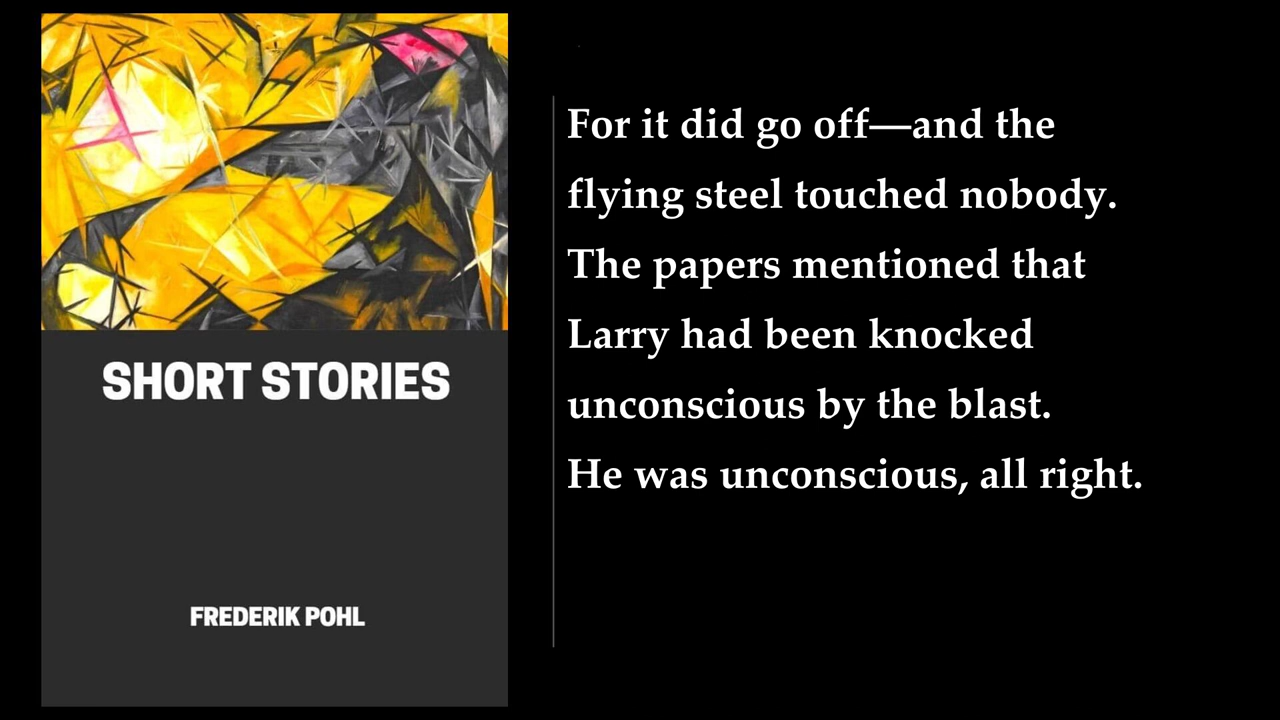 SHORT STORIES
FREDERIK POHL
For it did go off—and the
flying steel touched nobody.
The papers mentioned that
Larry had been knocked
unconscious by the blast.
He was unconscious, all right.